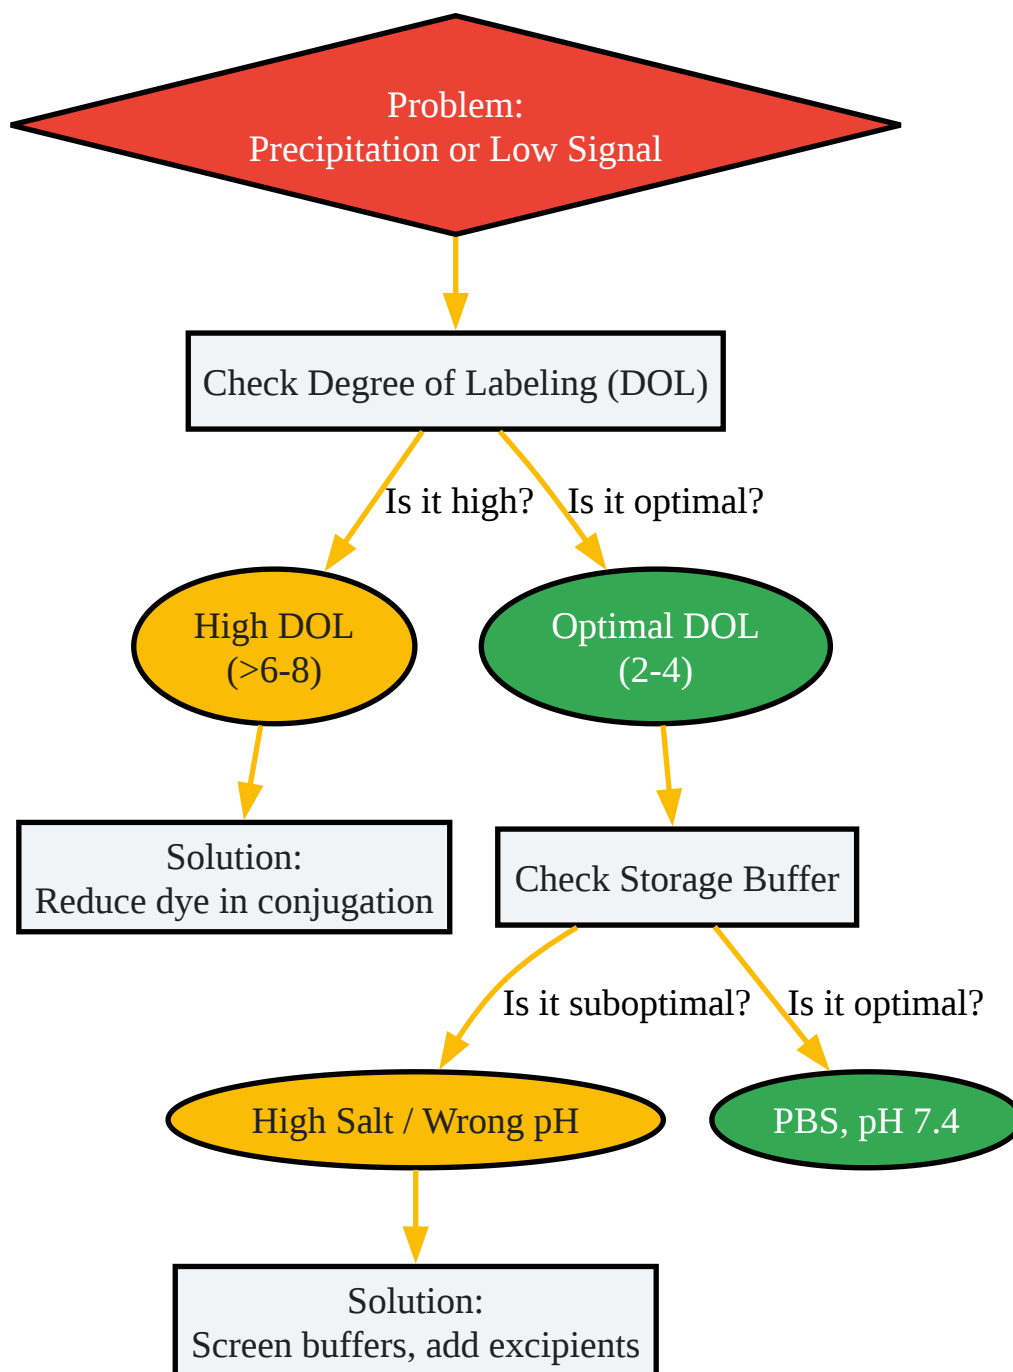 Problem:
Precipitation or Low Signal
Check Degree of Labeling (DOL)
Is it high?
Is it optimal?
High DOL
(>6-8)
Optimal DOL
(2-4)
Solution:
Reduce dye in conjugation
Check Storage Buffer
Is it suboptimal?
Is it optimal?
High Salt / Wrong pH
PBS, pH 7.4
Solution:
Screen buffers, add excipients